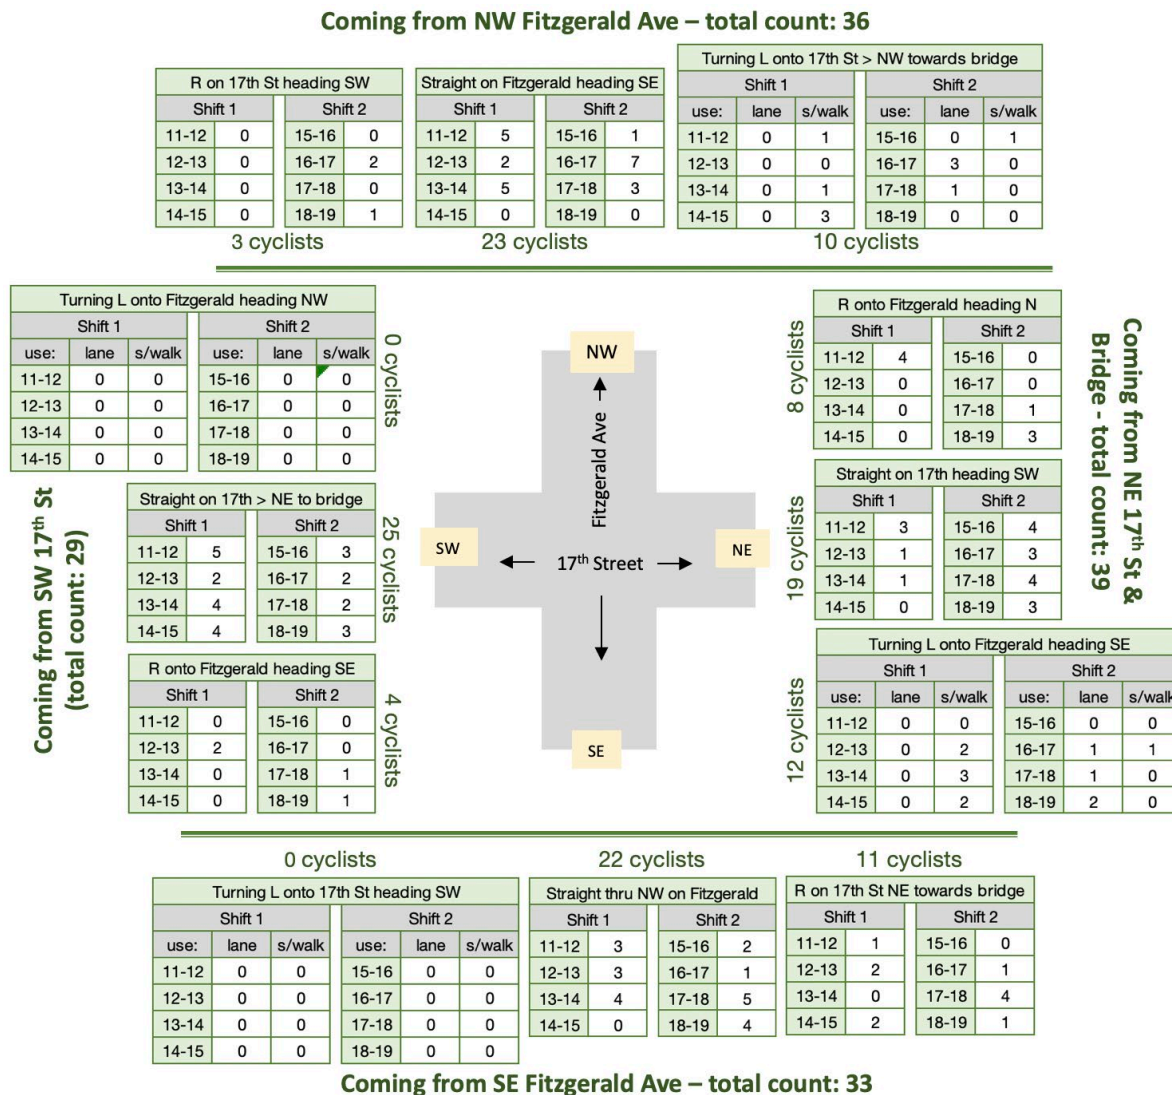 Coming from NW Fitzgerald Ave – total count: 36
R on 17th St heading SW
Shift 1 Shift 2
11-12 0 15-16 0
12-13 0 16-17 2
13-14 0 17-18 0
14-15 0 18-19 1
3 cyclists
Straight on Fitzgerald heading SE
Shift 1 Shift 2
11-12 5 15-16 1
12-13 2 16-17 7
13-14 5 17-18 3
14-15 0 18-19 0
23 cyclists
Turning L onto 17th St > NW towards bridge
Shift 1 Shift 2
use: lane s/walk use: lane s/walk
11-12 0 1 15-16 0 1
12-13 0 0 16-17 3 0
13-14 0 1 17-18 1 0
14-15 0 3 18-19 0 0
10 cyclists
Coming from SW 17th St
(total count: 29)
Turning L onto Fitzgerald heading NW
Shift 1 Shift 2
use: lane s/walk use: lane s/walk
11-12 0 0 15-16 0 0
12-13 0 0 16-17 0 0
13-14 0 0 17-18 0 0
14-15 0 0 18-19 0 0
0 cyclists
Straight on 17th > NE to bridge
Shift 1 Shift 2
11-12 5 15-16 3
12-13 2 16-17 2
13-14 4 17-18 2
14-15 4 18-19 3
25 cyclists
R onto Fitzgerald heading SE
Shift 1 Shift 2
11-12 0 15-16 0
12-13 2 16-17 0
13-14 0 17-18 1
14-15 0 18-19 1
4 cyclists
NW
Fitzgerald Ave
SW
17th Street
NE
SE
Coming from NE 17th St &
Bridge - total count: 39
R onto Fitzgerald heading N
Shift 1 Shift 2
11-12 4 15-16 0
12-13 0 16-17 0
13-14 0 17-18 1
14-15 0 18-19 3
8 cyclists
Straight on 17th heading SW
Shift 1 Shift 2
11-12 3 15-16 4
12-13 1 16-17 3
13-14 1 17-18 4
14-15 0 18-19 3
19 cyclists
Turning L onto Fitzgerald heading SE
Shift 1 Shift 2
use: lane s/walk use: lane s/walk
11-12 0 0 15-16 0 0
12-13 0 2 16-17 1 1
13-14 0 3 17-18 1 0
14-15 0 2 18-19 2 0
12 cyclists
0 cyclists
Turning L onto 17th St heading SW
Shift 1 Shift 2
use: lane s/walk use: lane s/walk
11-12 0 0 15-16 0 0
12-13 0 0 16-17 0 0
13-14 0 0 17-18 0 0
14-15 0 0 18-19 0 0
22 cyclists
Straight thru NW on Fitzgerald
Shift 1 Shift 2
11-12 3 15-16 2
12-13 3 16-17 1
13-14 4 17-18 5
14-15 0 18-19 4
11 cyclists
R on 17th St NE towards bridge
Shift 1 Shift 2
11-12 1 15-16 0
12-13 2 16-17 1
13-14 0 17-18 4
14-15 2 18-19 1
Coming from SE Fitzgerald Ave – total count: 33